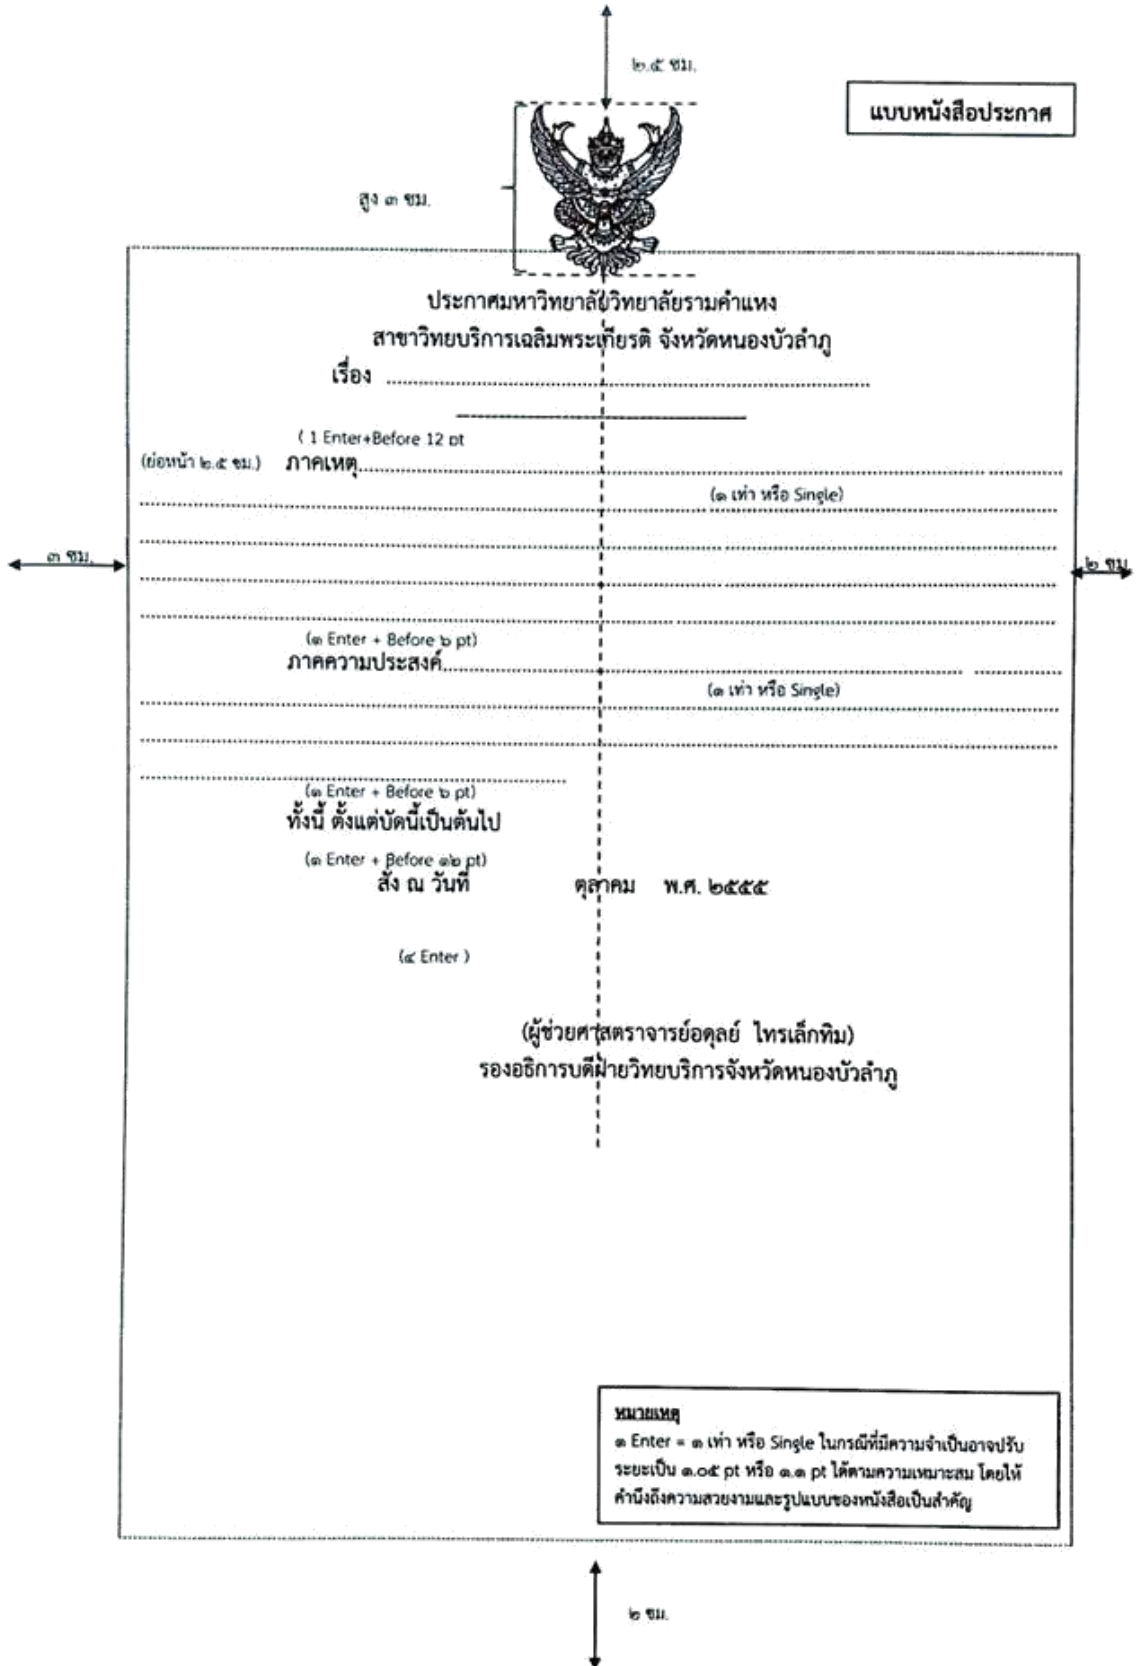 ๒.๕ ซม.
แบบหนังสือประกาศ
สูง ๓ ซม.
ประกาศมหาวิทยาลัยวิทยาลัยรามคำแหง
สาขาวิทยบริการเฉลิมพระเกียรติ จังหวัดหนองบัวลำภู
เรื่อง
( 1 Enter+Before 12 pt
(ย่อหน้า ๒.๕ ซม.) ภาคเหตุ
(๑ เท่า หรือ Single)
๓ ซม.
๒ ซม
(๑ Enter + Before ๖ pt)
ภาคความประสงค์
(๑ เท่า หรือ Single)
(๑ Enter + Before ๖ pt)
ทั้งนี้ ตั้งแต่บัดนี้เป็นต้นไป
(๑ Enter + Before ๑๒ pt)
สั่ง ณ วันที่ ตุลาคม พ.ศ. ๒๕๕๕
(๔ Enter )
(ผู้ช่วยศาสตราจารย์อดุลย์ ไทรเล็กทิม)
รองอธิการบดีฝ่ายวิทยบริการจังหวัดหนองบัวลำภู
หมายเหตุ
๑ Enter = ๑ เท่า หรือ Single ในกรณีที่มีความจำเป็นอาจปรับ
ระยะเป็น ๑.๐๕ pt หรือ ๑.๑ pt ได้ตามความเหมาะสม โดยให้
คำนึงถึงความสวยงามและรูปแบบของหนังสือเป็นสำคัญ
๒ ซม.